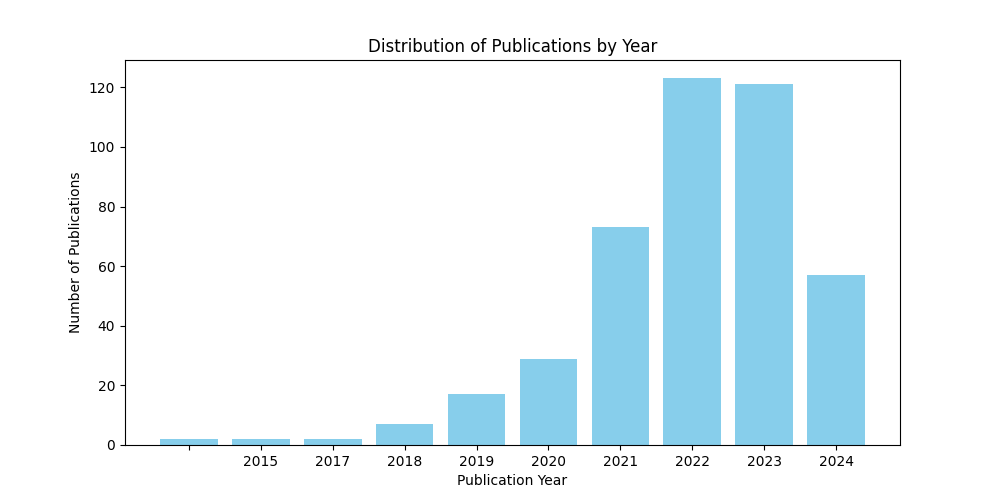 Distribution of Publications by Year
Number of Publications
120
100
80
60
40
20
0
2015 2017 2018 2019 2020 2021 2022 2023 2024
Publication Year